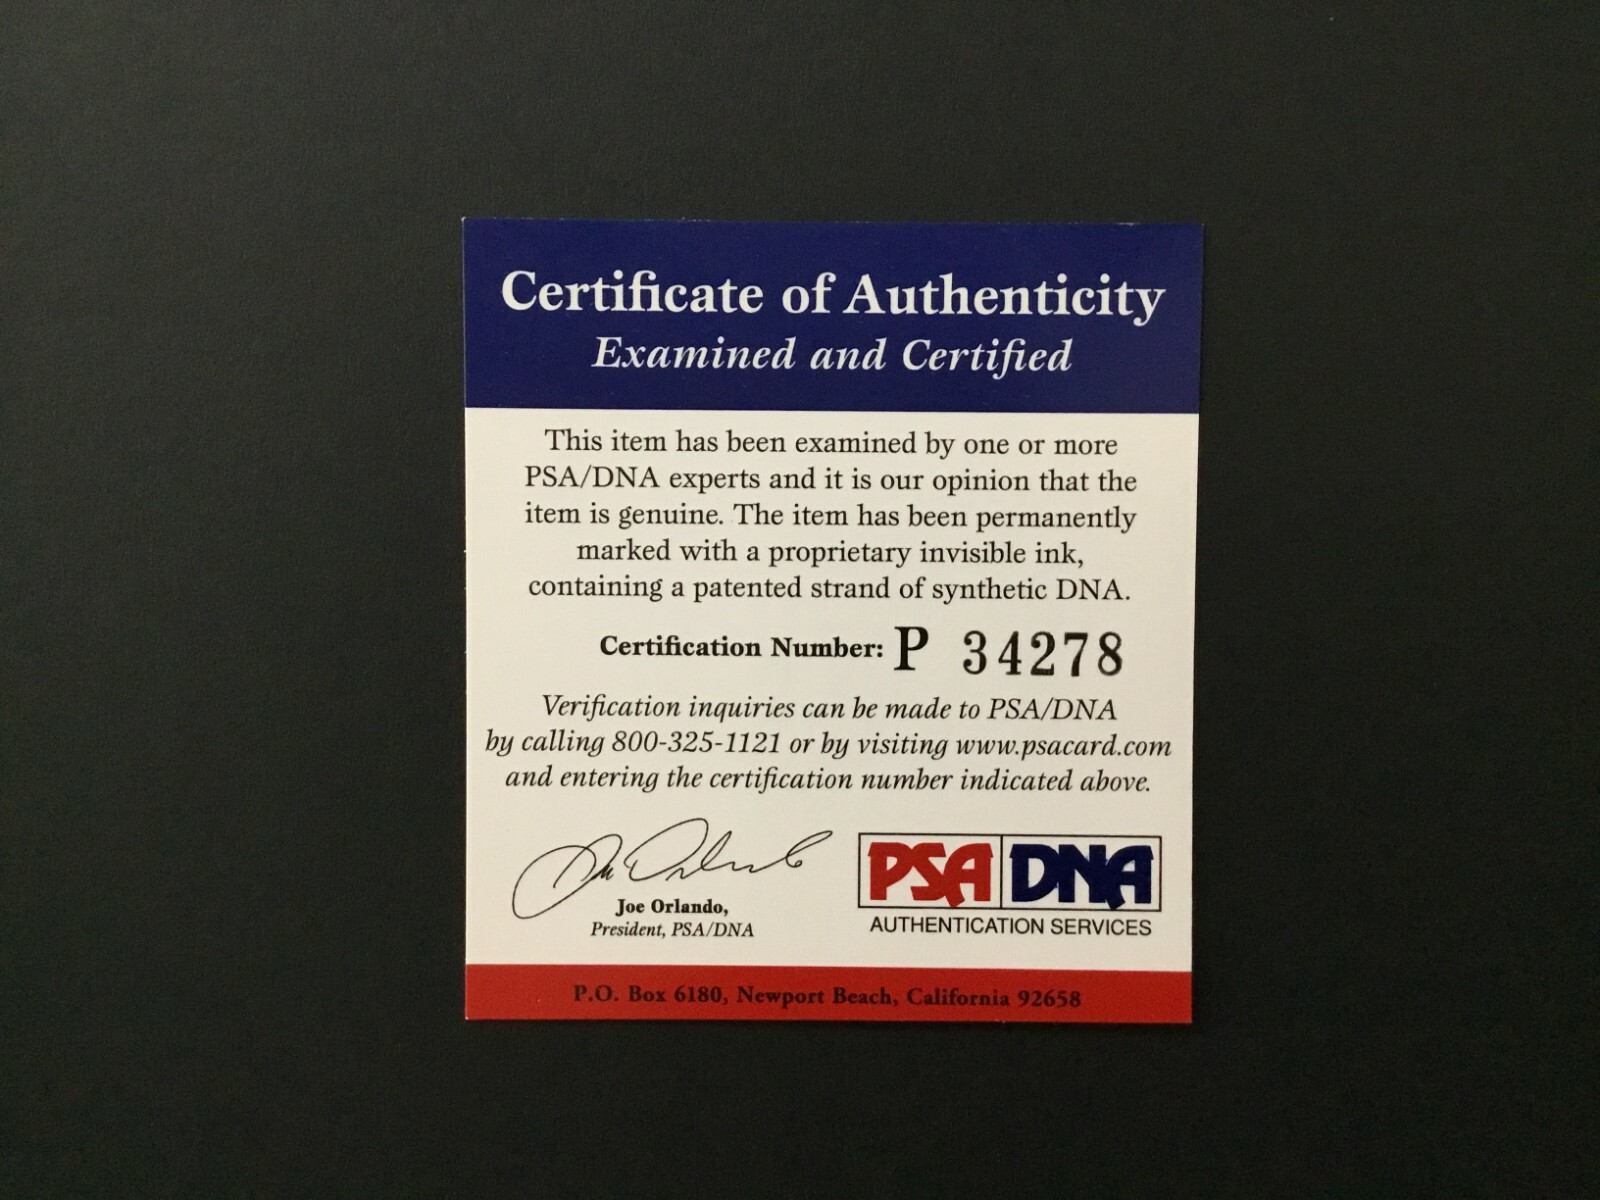 Certificate of Authenticity
Examined and Certified
This item has been examined by one or more
PSA/DNA experts and it is our opinion that the
item is genuine. The item has been permanently
marked with a proprietary invisible ink,
containing a patented strand of synthetic DNA.
Certification Number: P 34278
Verification inquiries can be made to PSA/DNA
by calling 800-325-1121 or by visiting www.psacard.com
and entering the certification number indicated above.
Joe Orlando,
President, PSA/DNA
PSA DNA
AUTHENTICATION SERVICES
P.O. Box 6180, Newport Beach, California 92658